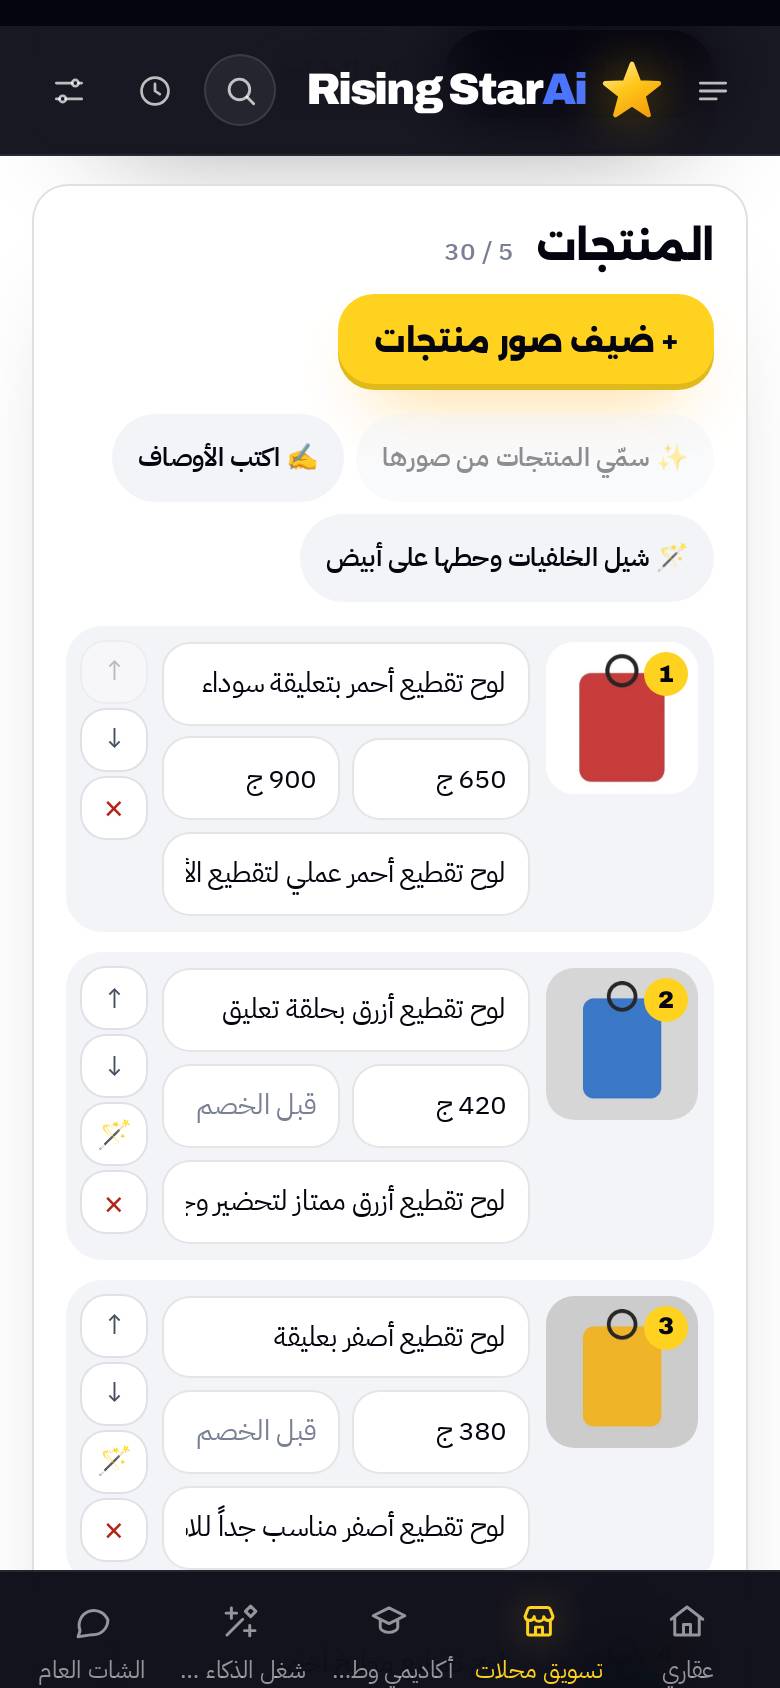 Rising StarAi
المنتجات 5 / 30
+ ضيف صور منتجات
✨ سمّي المنتجات من صورها
✍️ اكتب الأوصاف
🪄 شيل الخلفيات وحطها على أبيض
1
لوح تقطيع أحمر بتعليقة سوداء
650 ج
900 ج
لوح تقطيع أحمر عملي لتقطيع الأ
2
لوح تقطيع أزرق بحلقة تعليق
420 ج
قبل الخصم
لوح تقطيع أزرق ممتاز لتحضير وج
3
لوح تقطيع أصفر بعليقة
380 ج
قبل الخصم
لوح تقطيع أصفر مناسب جداً للا
عقاري
تسويق محلات
أكاديمي وط...
شغل الذكاء ...
الشات العام